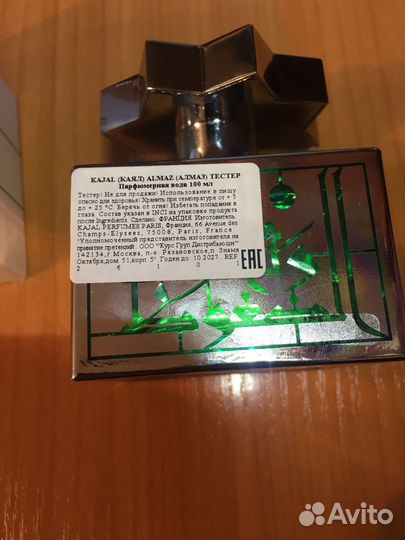 KAJAL (КАЯЛ) ALMAZ (АЛМАЗ) ТЕСТЕР
Парфюмерная вода 100 мл
Тестер! Не для продажи! Использование в пищу
опасно для здоровья! Хранить при температуре от + 5
до + 25 °C. Беречь от огня! Избегать попадания в
глаза. Состав указан в INCI на упаковке продукта
после Ingredients. Сделано: ФРАНЦИЯ. Изготовитель:
KAJAL PERFUMES PARIS, Франция, 66 Avenue des
Champs-Elysees, 75008, Paris, France
"Уполномоченный представитель изготовителя на
принятие претензий: ООО "Курс Груп Дистрибьюшн""
142134,г.Москва, п-е Рязановское,п. Знамя
Октября,дом 51,корп. 5" Годен до 10.2027. REF
2 6 1 0
EAC
Avito